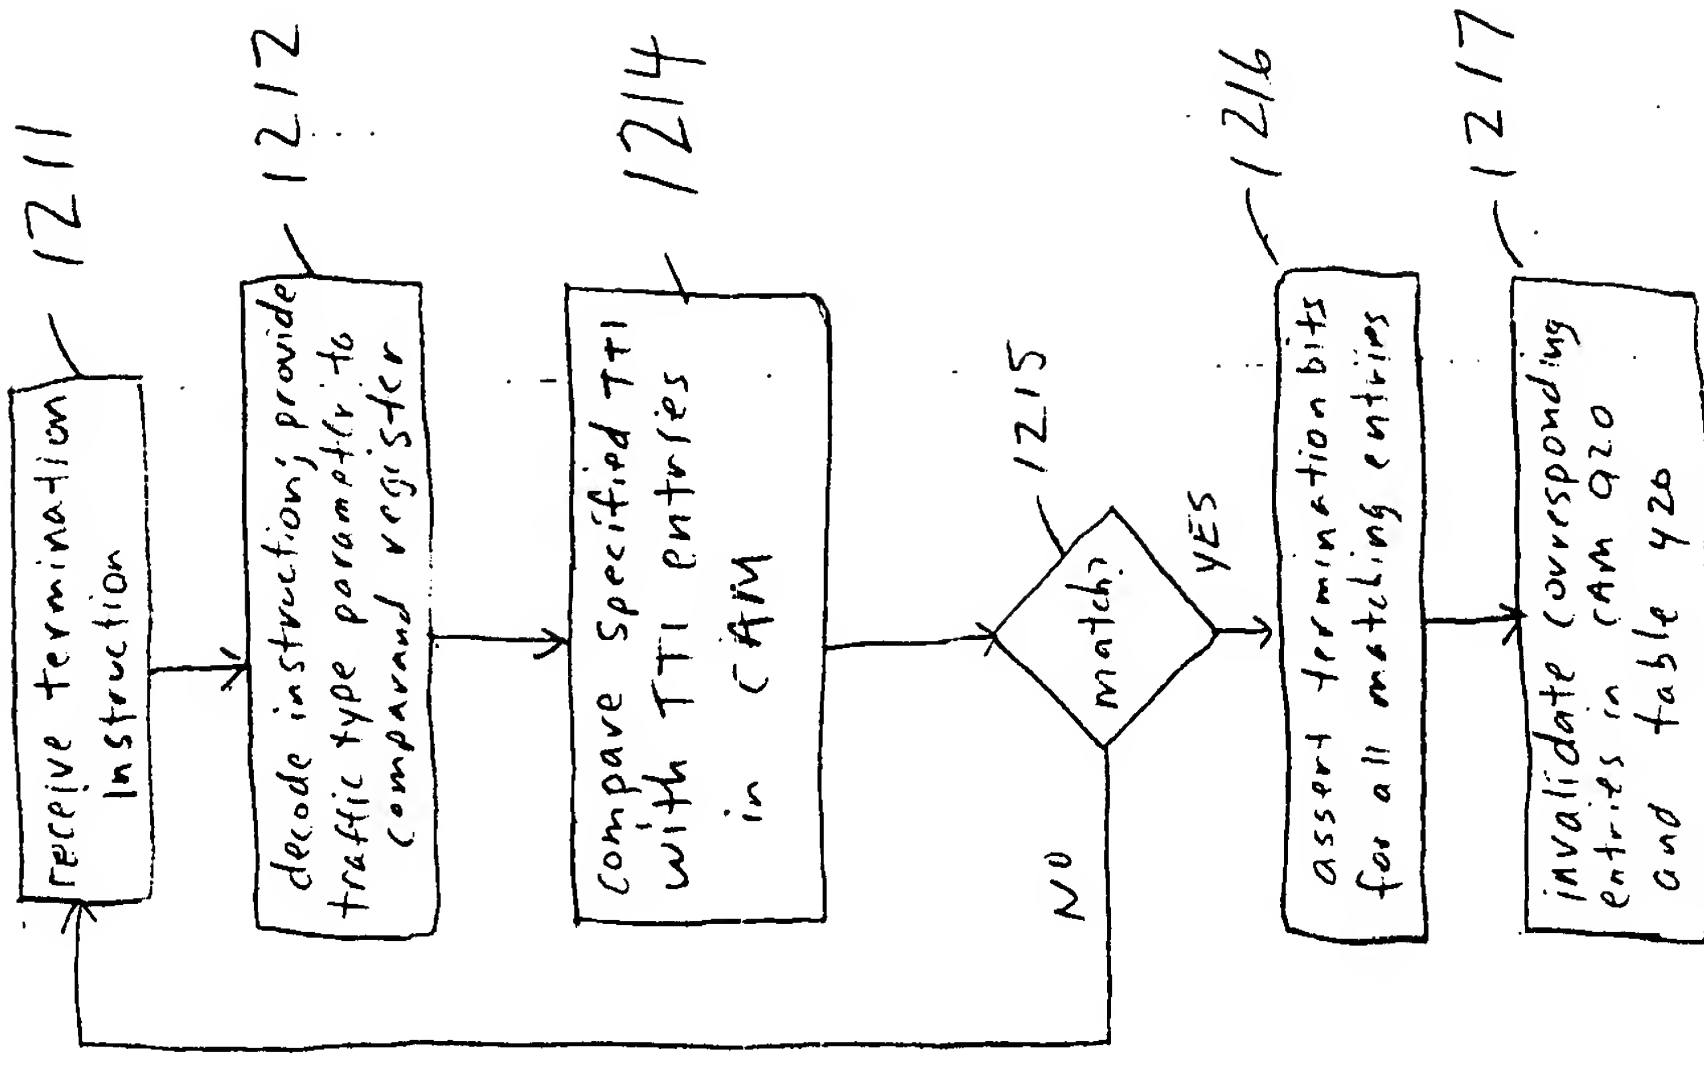 receive termination
Instruction
1211
decode instruction; provide
traffic type parameter to
comparand register
1212
Compare specified TTI
with TTI entries
in CAM
1214
match?
1215
NO
YES
assert termination bits
for all matching entries
1216
invalidate corresponding
entries in CAM 920
and table 420
1217